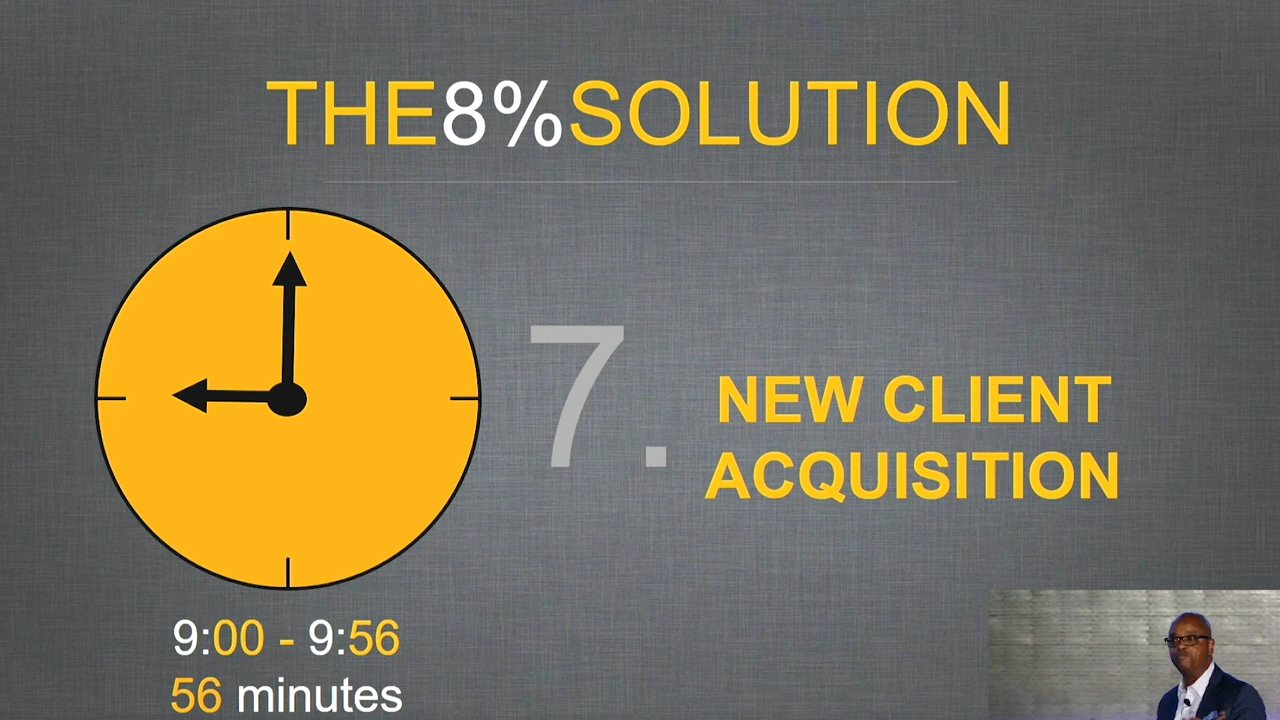 THE8%SOLUTION
7.
NEW CLIENT
ACQUISITION
9:00 - 9:56
56 minutes